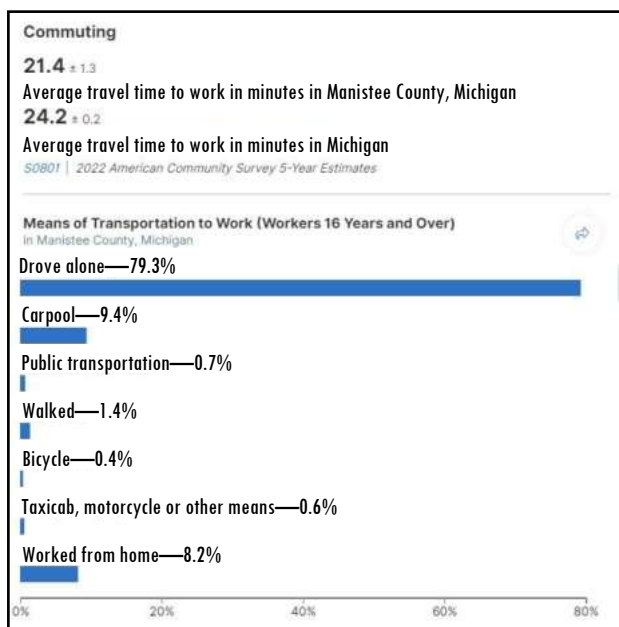 Commuting
21.4 ± 1.3
Average travel time to work in minutes in Manistee County, Michigan
24.2 ± 0.2
Average travel time to work in minutes in Michigan
S0801 | 2022 American Community Survey 5-Year Estimates
Means of Transportation to Work (Workers 16 Years and Over)
in Manistee County, Michigan
Drove alone—79.3%
Carpool—9.4%
Public transportation—0.7%
Walked—1.4%
Bicycle—0.4%
Taxicab, motorcycle or other means—0.6%
Worked from home—8.2%
0% 20% 40% 60% 80%